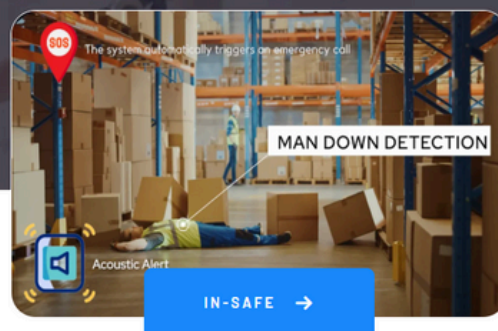 SOS
The system automatically triggers an emergency call
MAN DOWN DETECTION
Acoustic Alert
IN-SAFE →